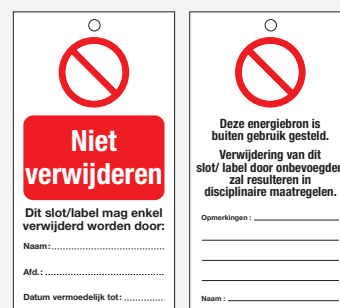 Niet
verwijderen
Dit slot/label mag enkel
verwijderd worden door:
Naam:
Afd.:
Datum vermoedelijk tot:
Deze energiebron is
buiten gebruik gesteld.
Verwijdering van dit
slot/ label door onbevoegden
zal resulteren in
disciplinaire maatregelen.
Opmerkingen :
Naam :